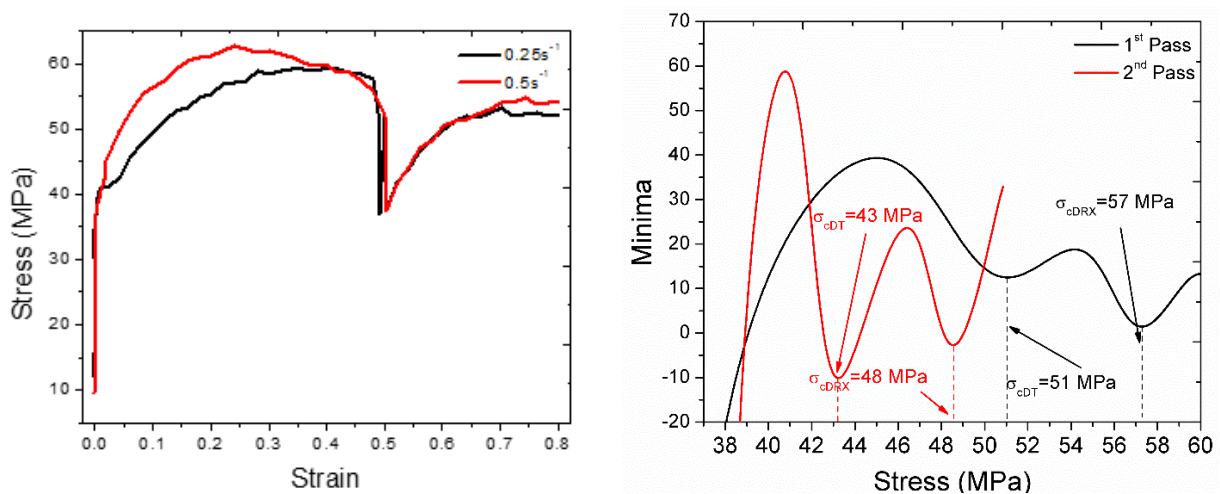 60
50
40
30
20
10
0.0 0.1 0.2 0.3 0.4 0.5 0.6 0.7 0.8
Stress (MPa)
Strain
0.25s⁻¹
0.5s⁻¹
70
60
50
40
30
20
10
0
-10
-20
38 40 42 44 46 48 50 52 54 56 58 60
Minima
Stress (MPa)
1ˢᵗ Pass
2ⁿᵈ Pass
σcDT=43 MPa
σcDRX=57 MPa
σcDRX=48 MPa
σcDT=51 MPa